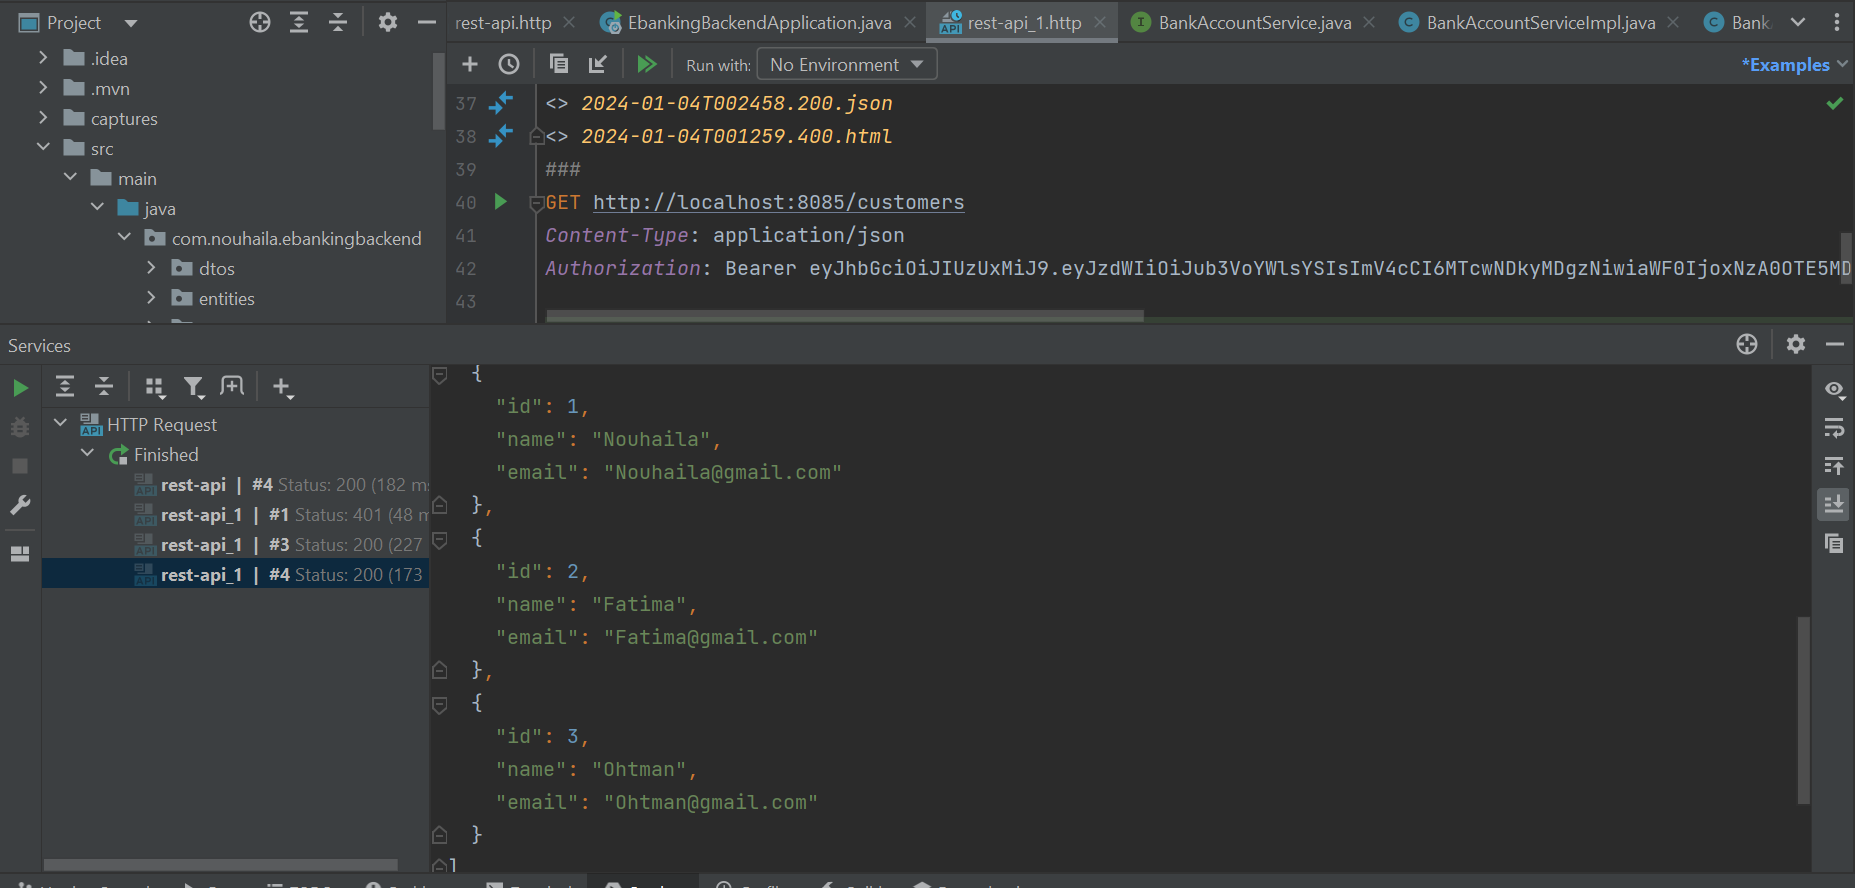 Project
rest-api.http
EbankingBackendApplication.java
rest-api_1.http
BankAccountService.java
BankAccountServiceImpl.java
Bank
.idea
.mvn
captures
src
main
java
com.nouhaila.ebankingbackend
dtos
entities
Run with: No Environment
*Examples
37 <> 2024-01-04T002458.200.json
38 <> 2024-01-04T001259.400.html
39 ###
40 GET http://localhost:8085/customers
41 Content-Type: application/json
42 Authorization: Bearer eyJhbGciOiJIUzUxMiJ9.eyJzdWIiOiJub3VoYWlsYSIsImV4cCI6MTcwNDkyMDgzNiwiaWF0IjoxNzA0OTE5MD
43
Services
HTTP Request
Finished
rest-api | #4 Status: 200 (182 ms
rest-api_1 | #1 Status: 401 (48 m
rest-api_1 | #3 Status: 200 (227
rest-api_1 | #4 Status: 200 (173
{
"id": 1,
"name": "Nouhaila",
"email": "Nouhaila@gmail.com"
},
{
"id": 2,
"name": "Fatima",
"email": "Fatima@gmail.com"
},
{
"id": 3,
"name": "Ohtman",
"email": "Ohtman@gmail.com"
}
]